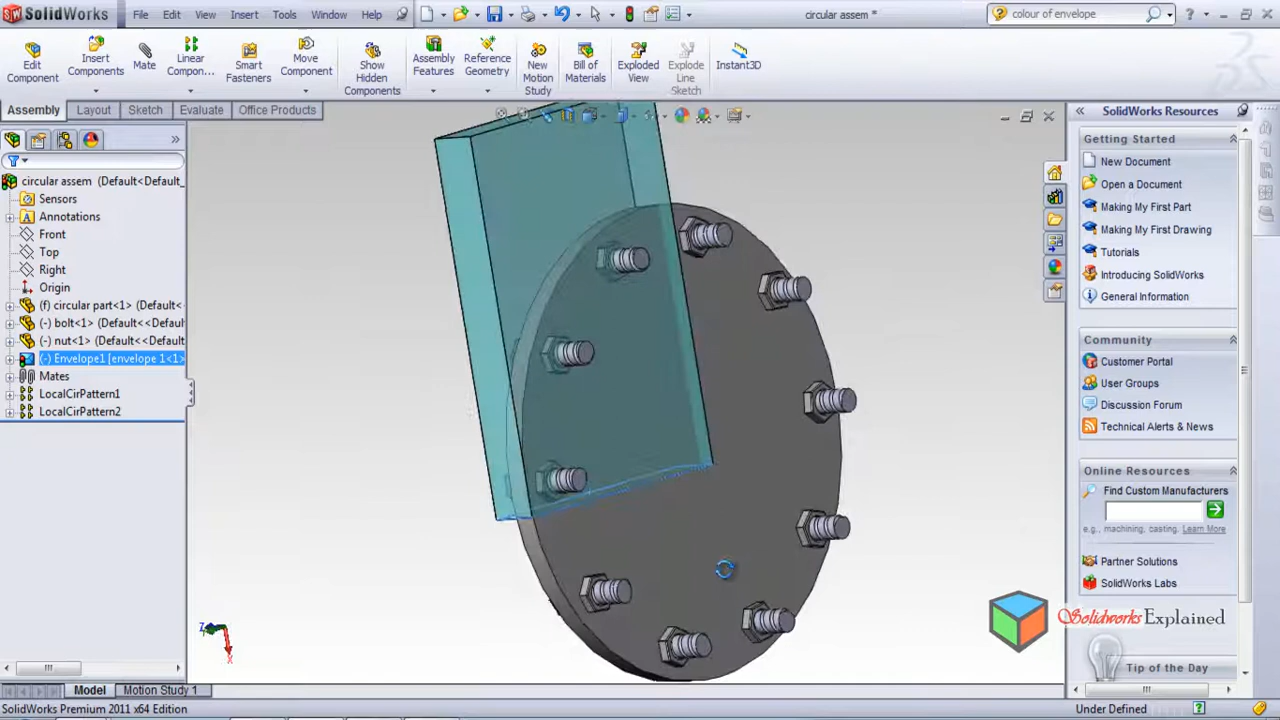 SolidWorks File Edit View Insert Tools Window Help circular assem * colour of envelope
Edit Component
Insert Components
Mate
Linear Compon...
Smart Fasteners
Move Component
Show Hidden Components
Assembly Features
Reference Geometry
New Motion Study
Bill of Materials
Exploded View
Explode Line Sketch
Instant3D
Assembly Layout Sketch Evaluate Office Products
circular assem (Default<Default_
Sensors
Annotations
Front
Top
Right
Origin
(f) circular part<1> (Default<
(-) bolt<1> (Default<<Defaul
(-) nut<1> (Default<<Default
(-) Envelope1 [envelope 1<1>
Mates
LocalCirPattern1
LocalCirPattern2
Z
X
SolidWorks Resources
Getting Started
New Document
Open a Document
Making My First Part
Making My First Drawing
Tutorials
Introducing SolidWorks
General Information
Community
Customer Portal
User Groups
Discussion Forum
Technical Alerts & News
Online Resources
Find Custom Manufacturers
e.g., machining, casting. Learn More
Partner Solutions
SolidWorks Labs
Solidworks Explained
Tip of the Day
Model Motion Study 1
SolidWorks Premium 2011 x64 Edition Under Defined